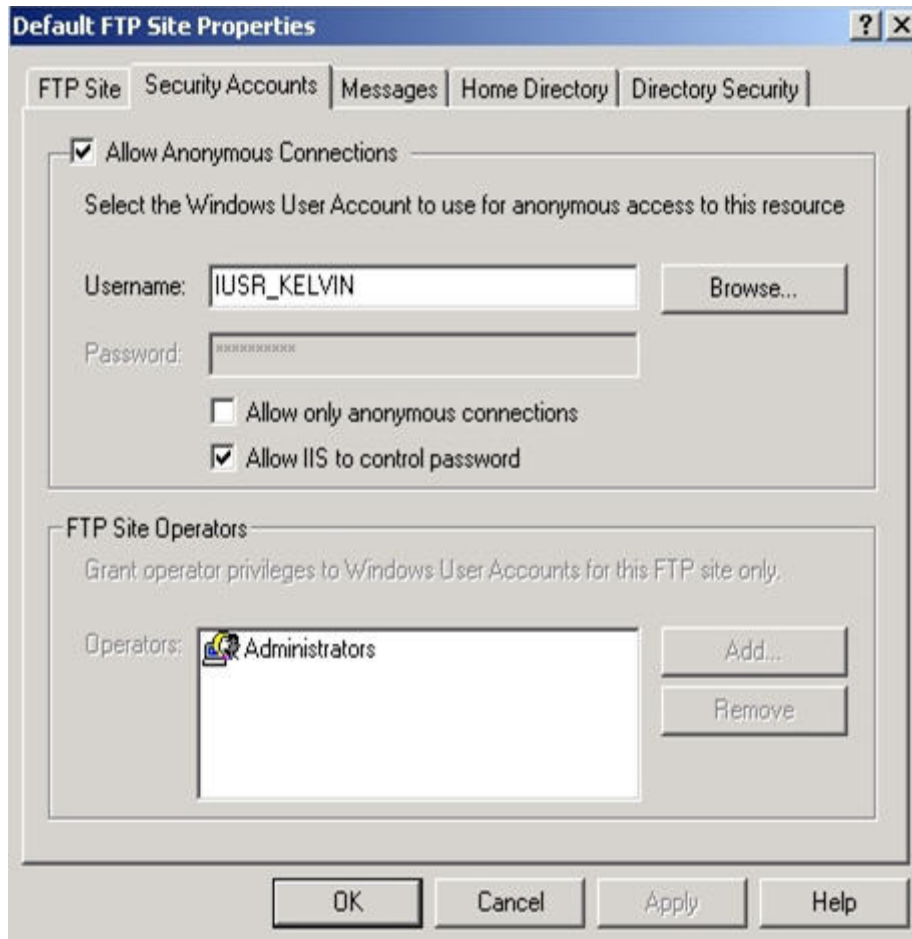 Default FTP Site Properties
FTP Site Security Accounts Messages Home Directory Directory Security
Allow Anonymous Connections
Select the Windows User Account to use for anonymous access to this resource
Username: IUSR_KELVIN Browse...
Password: **********
Allow only anonymous connections
Allow IIS to control password
FTP Site Operators
Grant operator privileges to Windows User Accounts for this FTP site only.
Operators: Administrators Add...
Remove
OK Cancel Apply Help